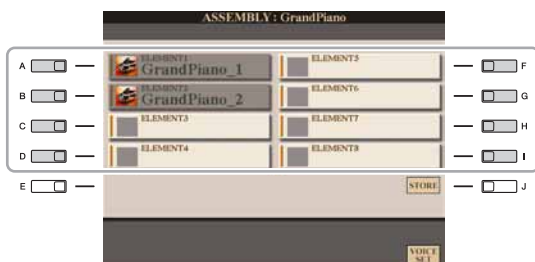 ASSEMBLY : GrandPiano
A
ELEMENT1
GrandPiano_1
ELEMENT5
F
B
ELEMENT2
GrandPiano_2
ELEMENT6
G
C
ELEMENT3
ELEMENT7
H
D
ELEMENT4
ELEMENT8
I
E
STORE
J
VOICE
SET